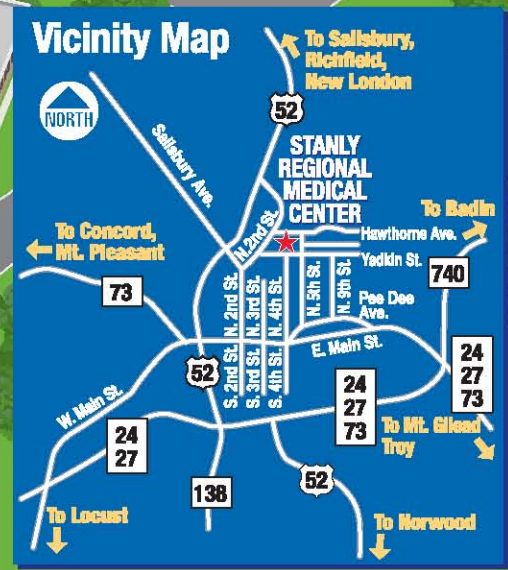 Vicinity Map
To Salisbury,
Richfield,
New London
NORTH
52
Salisbury Ave.
STANLY
REGIONAL
MEDICAL
CENTER
To Badin
N. 2nd St.
Hawthorne Ave.
To Concord,
Mt. Pleasant
Yadkin St.
740
73
N. 2nd St.
N. 3rd St.
N. 4th St.
N. 5th St.
N. 9th St.
Pee Dee
Ave.
E. Main St.
52
S. 2nd St.
S. 3rd St.
S. 4th St.
W. Main St.
24
27
73
24
27
73
24
27
To Mt. Gilead
Troy
138
52
To Locust
To Norwood